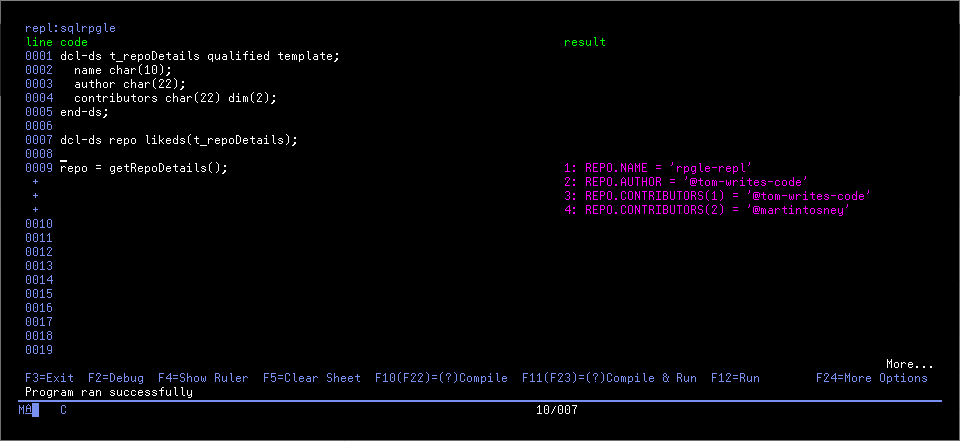 repl:sqlrpgle
line code result
0001 dcl-ds t_repoDetails qualified template;
0002   name char(10);
0003   author char(22);
0004   contributors char(22) dim(2);
0005 end-ds;
0006
0007 dcl-ds repo likeds(t_repoDetails);
0008 _
0009 repo = getRepoDetails(); 1: REPO.NAME = 'rpgle-repl'
+ 2: REPO.AUTHOR = '@tom-writes-code'
+ 3: REPO.CONTRIBUTORS(1) = '@tom-writes-code'
+ 4: REPO.CONTRIBUTORS(2) = '@martintosney'
0010
0011
0012
0013
0014
0015
0016
0017
0018
0019
More...
F3=Exit F2=Debug F4=Show Ruler F5=Clear Sheet F10(F22)=(?)Compile F11(F23)=(?)Compile & Run F12=Run F24=More Options
Program ran successfully
MA C 10/007